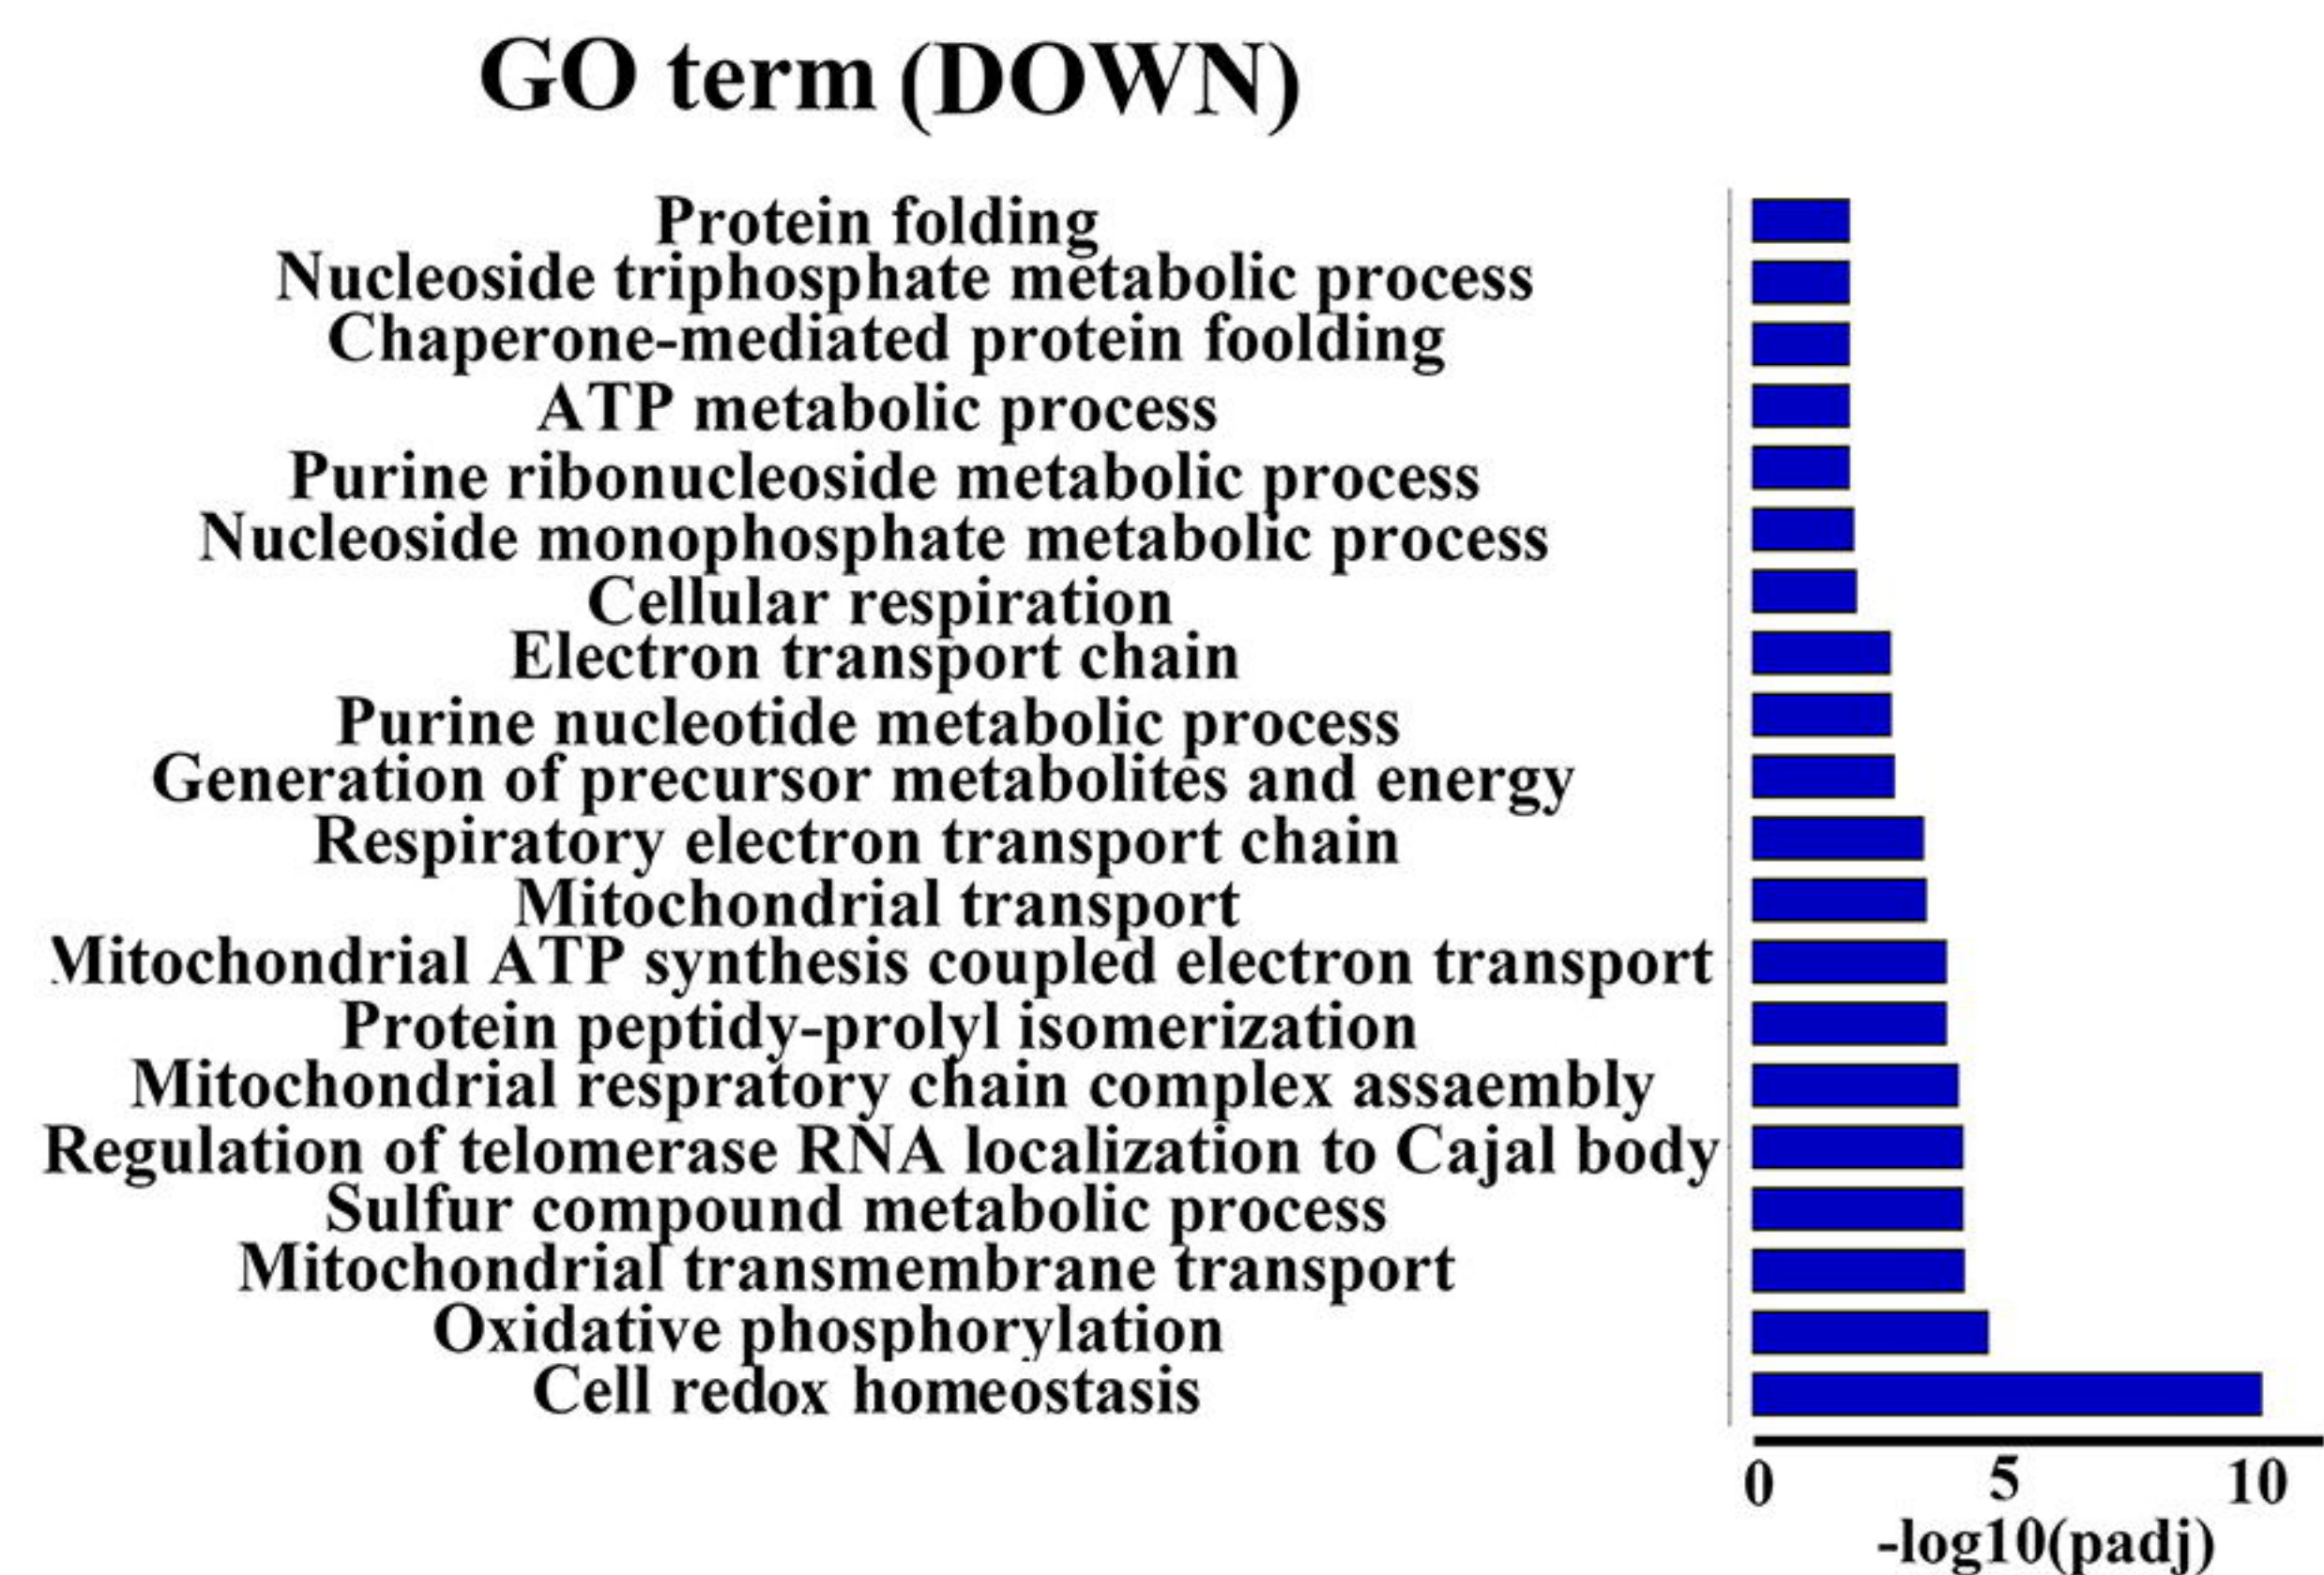 GO term (DOWN)
Protein folding
Nucleoside triphosphate metabolic process
Chaperone-mediated protein foolding
ATP metabolic process
Purine ribonucleoside metabolic process
Nucleoside monophosphate metabolic process
Cellular respiration
Electron transport chain
Purine nucleotide metabolic process
Generation of precursor metabolites and energy
Respiratory electron transport chain
Mitochondrial transport
Mitochondrial ATP synthesis coupled electron transport
Protein peptidy-prolyl isomerization
Mitochondrial respratory chain complex assaembly
Regulation of telomerase RNA localization to Cajal body
Sulfur compound metabolic process
Mitochondrial transmembrane transport
Oxidative phosphorylation
Cell redox homeostasis
0 5 10
-log10(padj)